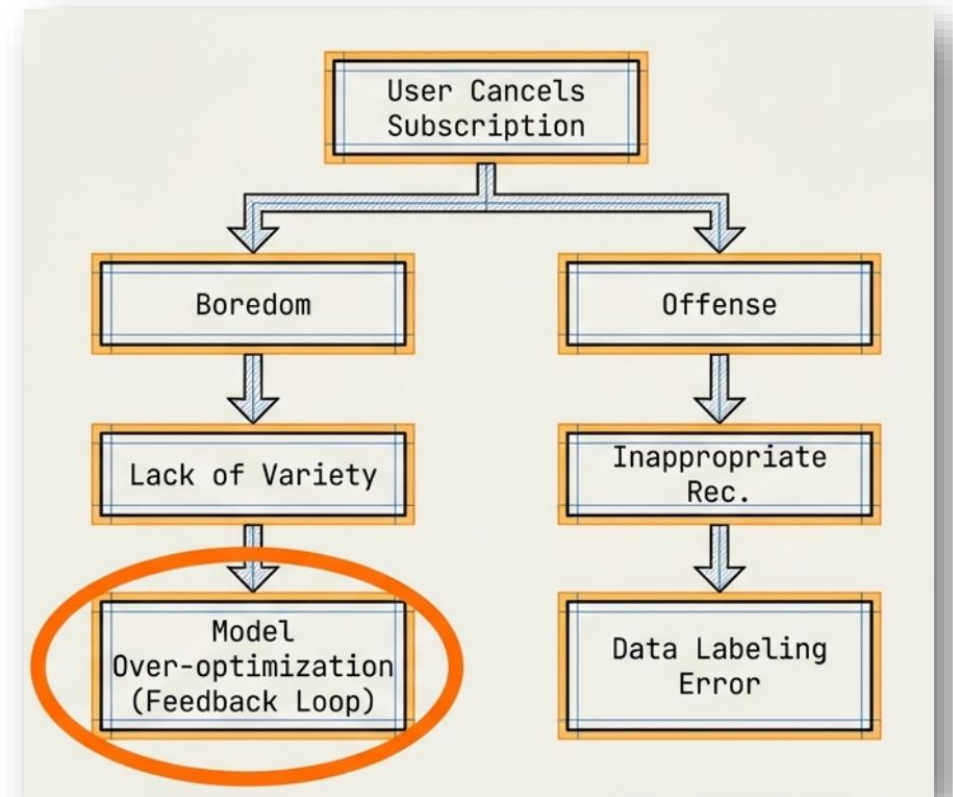 User Cancels
Subscription
Boredom
Offense
Lack of Variety
Inappropriate
Rec.
Model
Over-optimization
(Feedback Loop)
Data Labeling
Error